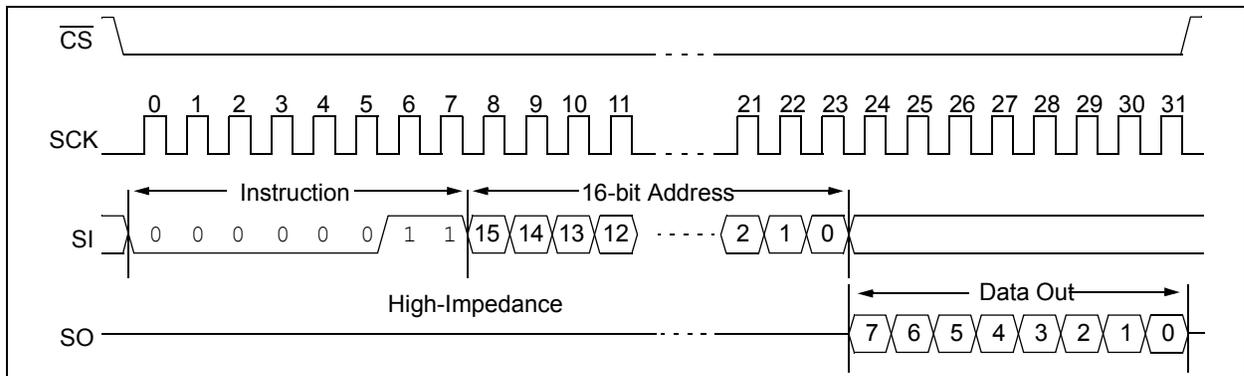 CS
0 1 2 3 4 5 6 7 8 9 10 11 21 22 23 24 25 26 27 28 29 30 31
SCK
Instruction 16-bit Address
SI 0 0 0 0 0 0 1 1 15 14 13 12 2 1 0
High-Impedance Data Out
SO 7 6 5 4 3 2 1 0